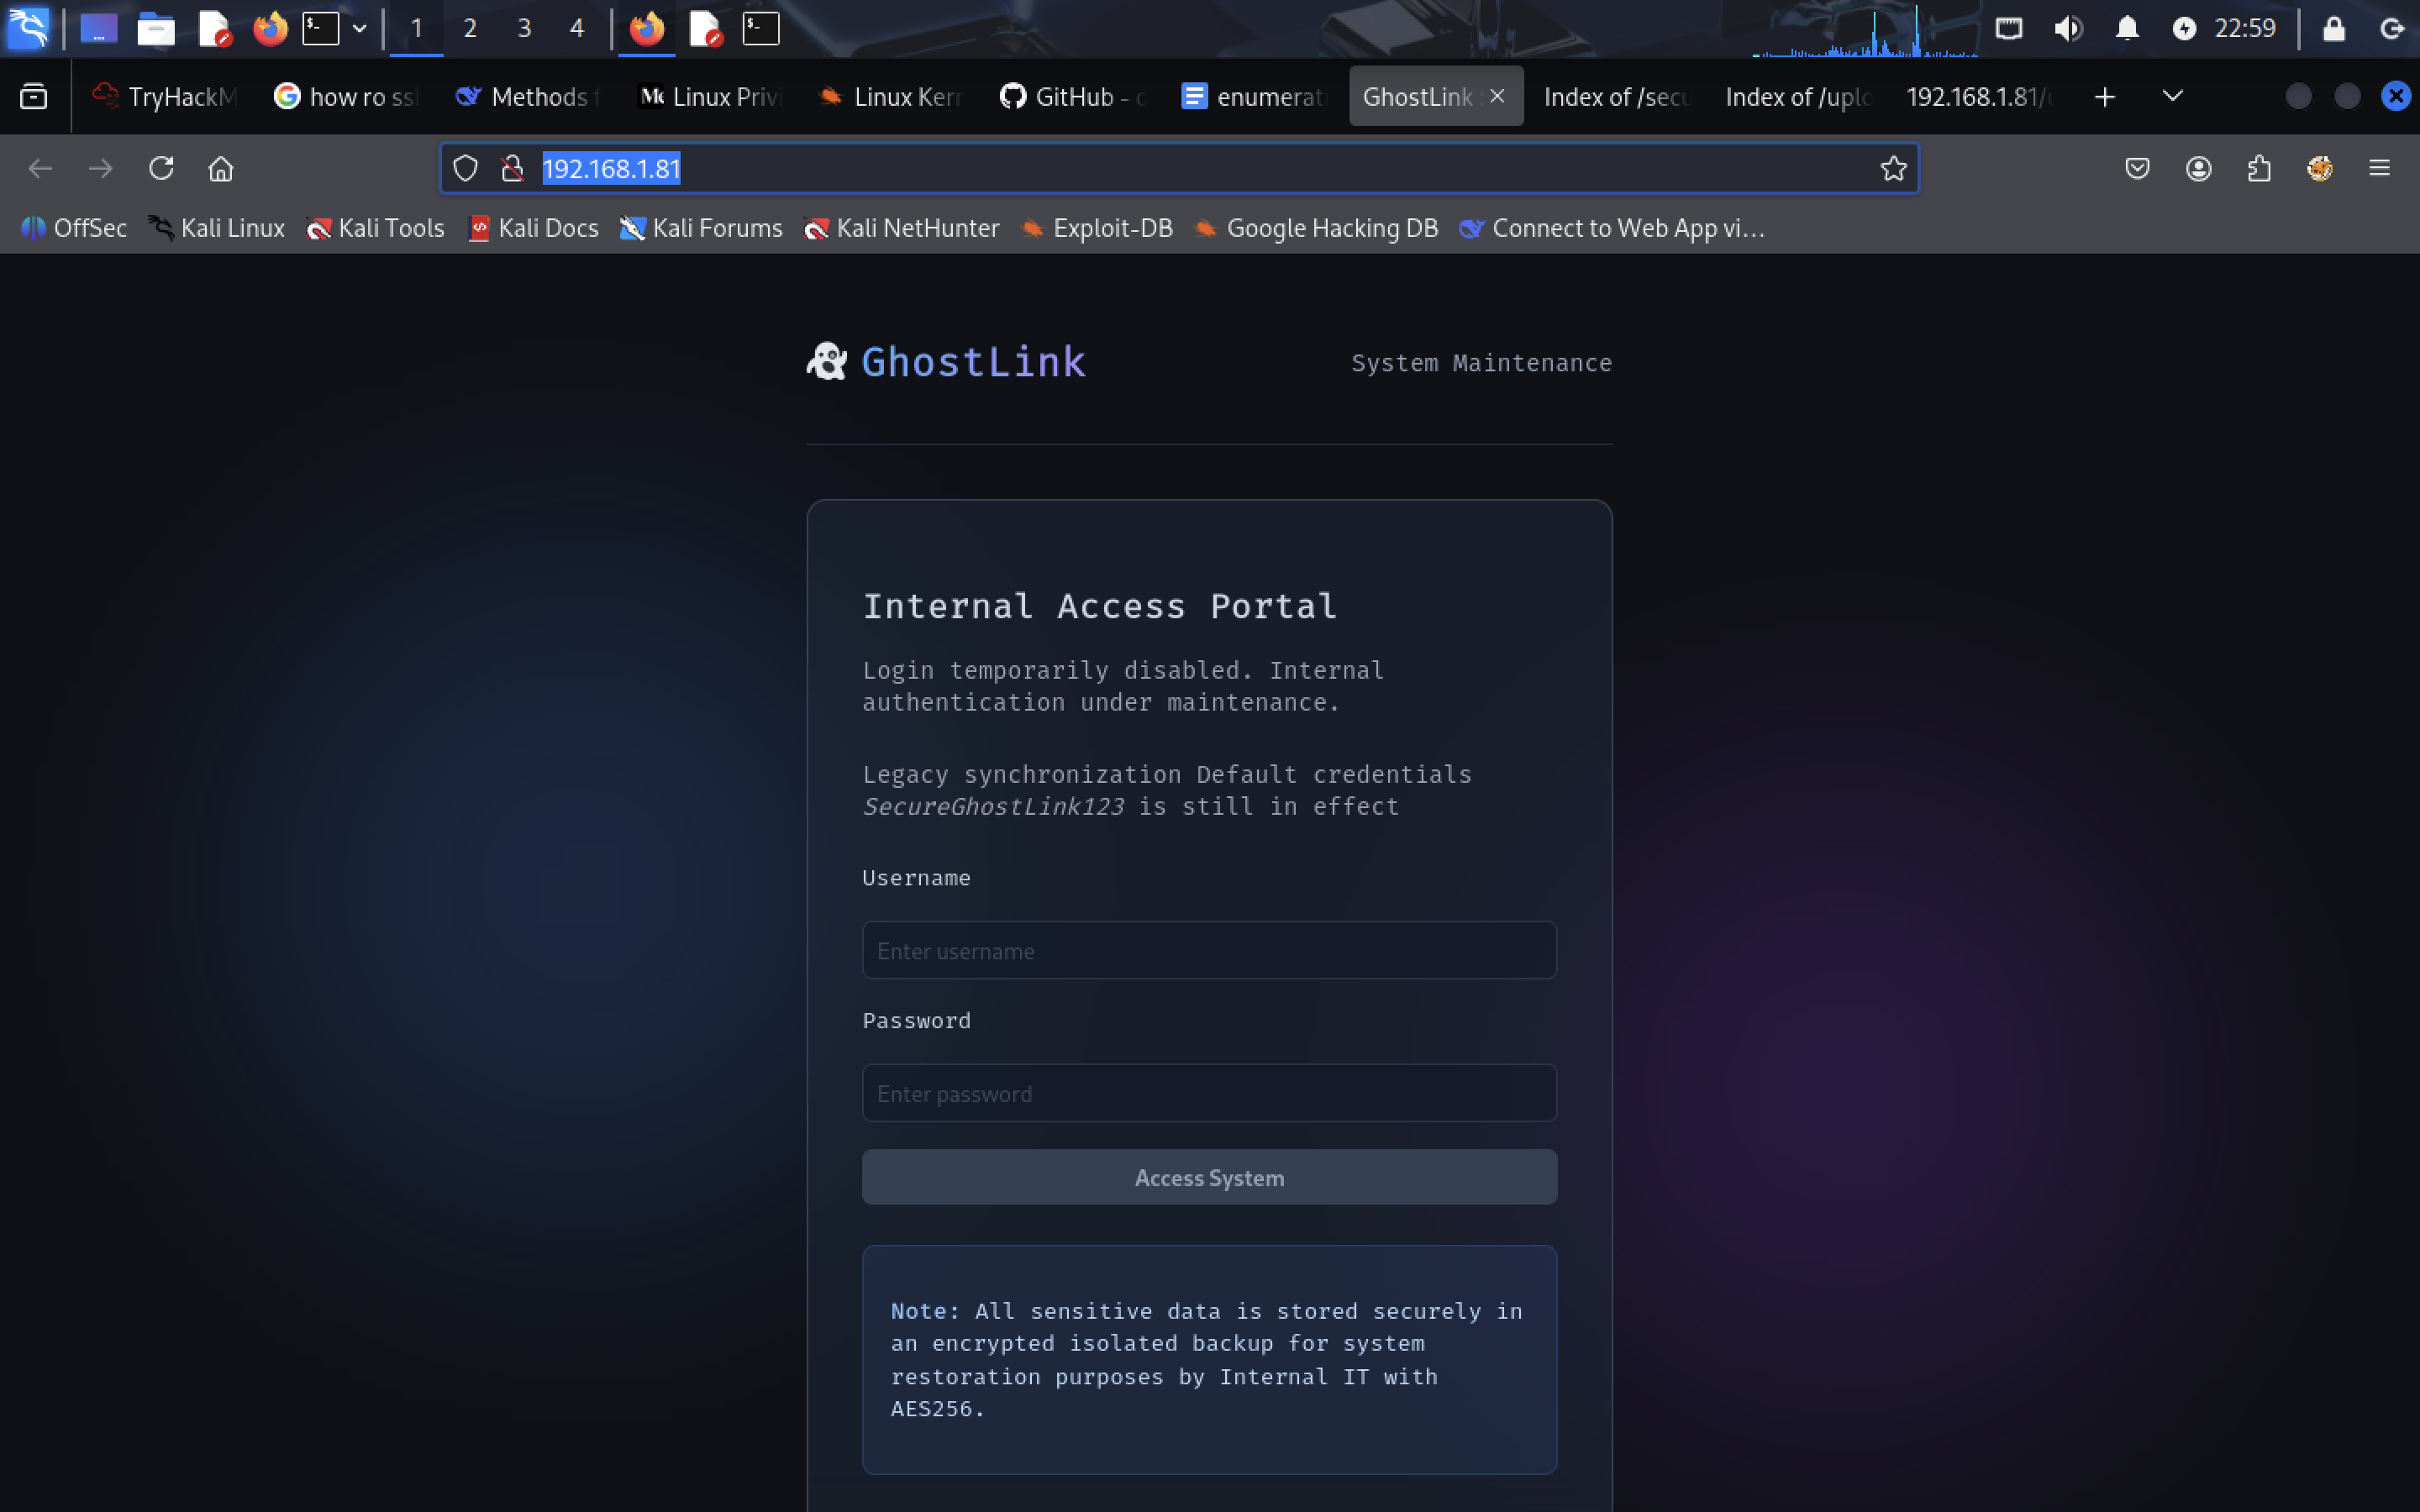 1 2 3 4 22:59
TryHackM how ro ssl Methods f Linux Privi Linux Kern GitHub - enumerati GhostLink Index of /secu Index of /uplo 192.168.1.81/u
192.168.1.81
OffSec Kali Linux Kali Tools Kali Docs Kali Forums Kali NetHunter Exploit-DB Google Hacking DB Connect to Web App vi...
GhostLink System Maintenance
Internal Access Portal
Login temporarily disabled. Internal
authentication under maintenance.
Legacy synchronization Default credentials
SecureGhostLink123 is still in effect
Username
Enter username
Password
Enter password
Access System
Note: All sensitive data is stored securely in
an encrypted isolated backup for system
restoration purposes by Internal IT with
AES256.